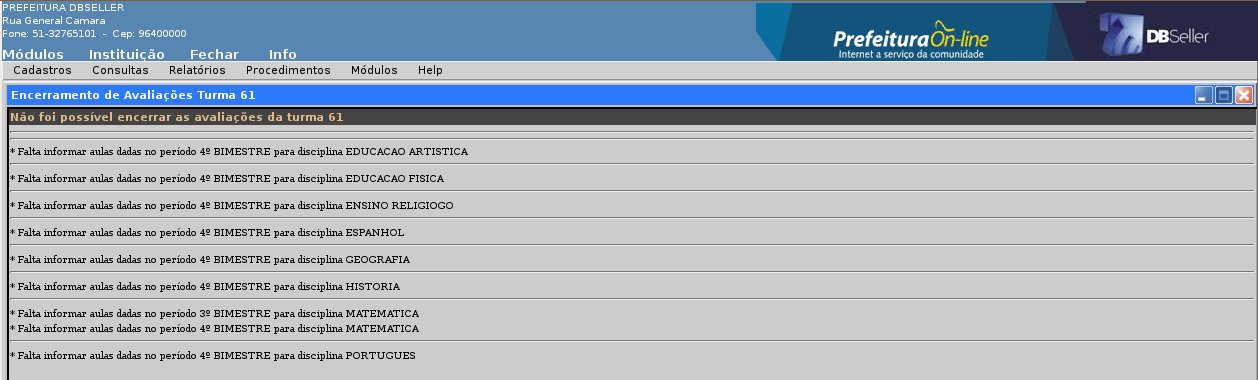 PREFEITURA DBSELLER
Rua General Camara
Fone: 51-32765101 - Cep: 96400000
Prefeitura On-line
Internet a serviço da comunidade
DBSeller
Módulos Instituição Fechar Info
Cadastros Consultas Relatórios Procedimentos Módulos Help
Encerramento de Avaliações Turma 61
Não foi possível encerrar as avaliações da turma 61
* Falta informar aulas dadas no período 4º BIMESTRE para disciplina EDUCACAO ARTISTICA
* Falta informar aulas dadas no período 4º BIMESTRE para disciplina EDUCACAO FISICA
* Falta informar aulas dadas no período 4º BIMESTRE para disciplina ENSINO RELIGIOGO
* Falta informar aulas dadas no período 4º BIMESTRE para disciplina ESPANHOL
* Falta informar aulas dadas no período 4º BIMESTRE para disciplina GEOGRAFIA
* Falta informar aulas dadas no período 4º BIMESTRE para disciplina HISTORIA
* Falta informar aulas dadas no período 3º BIMESTRE para disciplina MATEMATICA
* Falta informar aulas dadas no período 4º BIMESTRE para disciplina MATEMATICA
* Falta informar aulas dadas no período 4º BIMESTRE para disciplina PORTUGUES